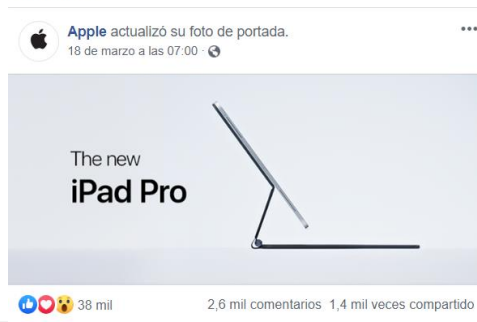 Apple actualizó su foto de portada.
18 de marzo a las 07:00 ·
The new
iPad Pro
38 mil
2,6 mil comentarios 1,4 mil veces compartido